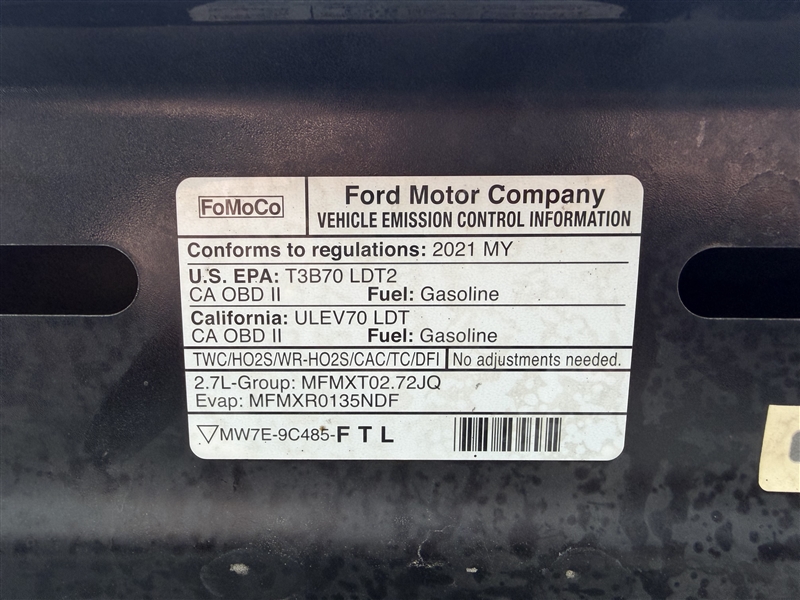 FoMoCo
Ford Motor Company
VEHICLE EMISSION CONTROL INFORMATION
Conforms to regulations: 2021 MY
U.S. EPA: T3B70 LDT2
CA OBD II Fuel: Gasoline
California: ULEV70 LDT
CA OBD II Fuel: Gasoline
TWC/HO2S/WR-HO2S/CAC/TC/DFI No adjustments needed.
2.7L-Group: MFMXT02.72JQ
Evap: MFMXR0135NDF
MW7E-9C485-F T L